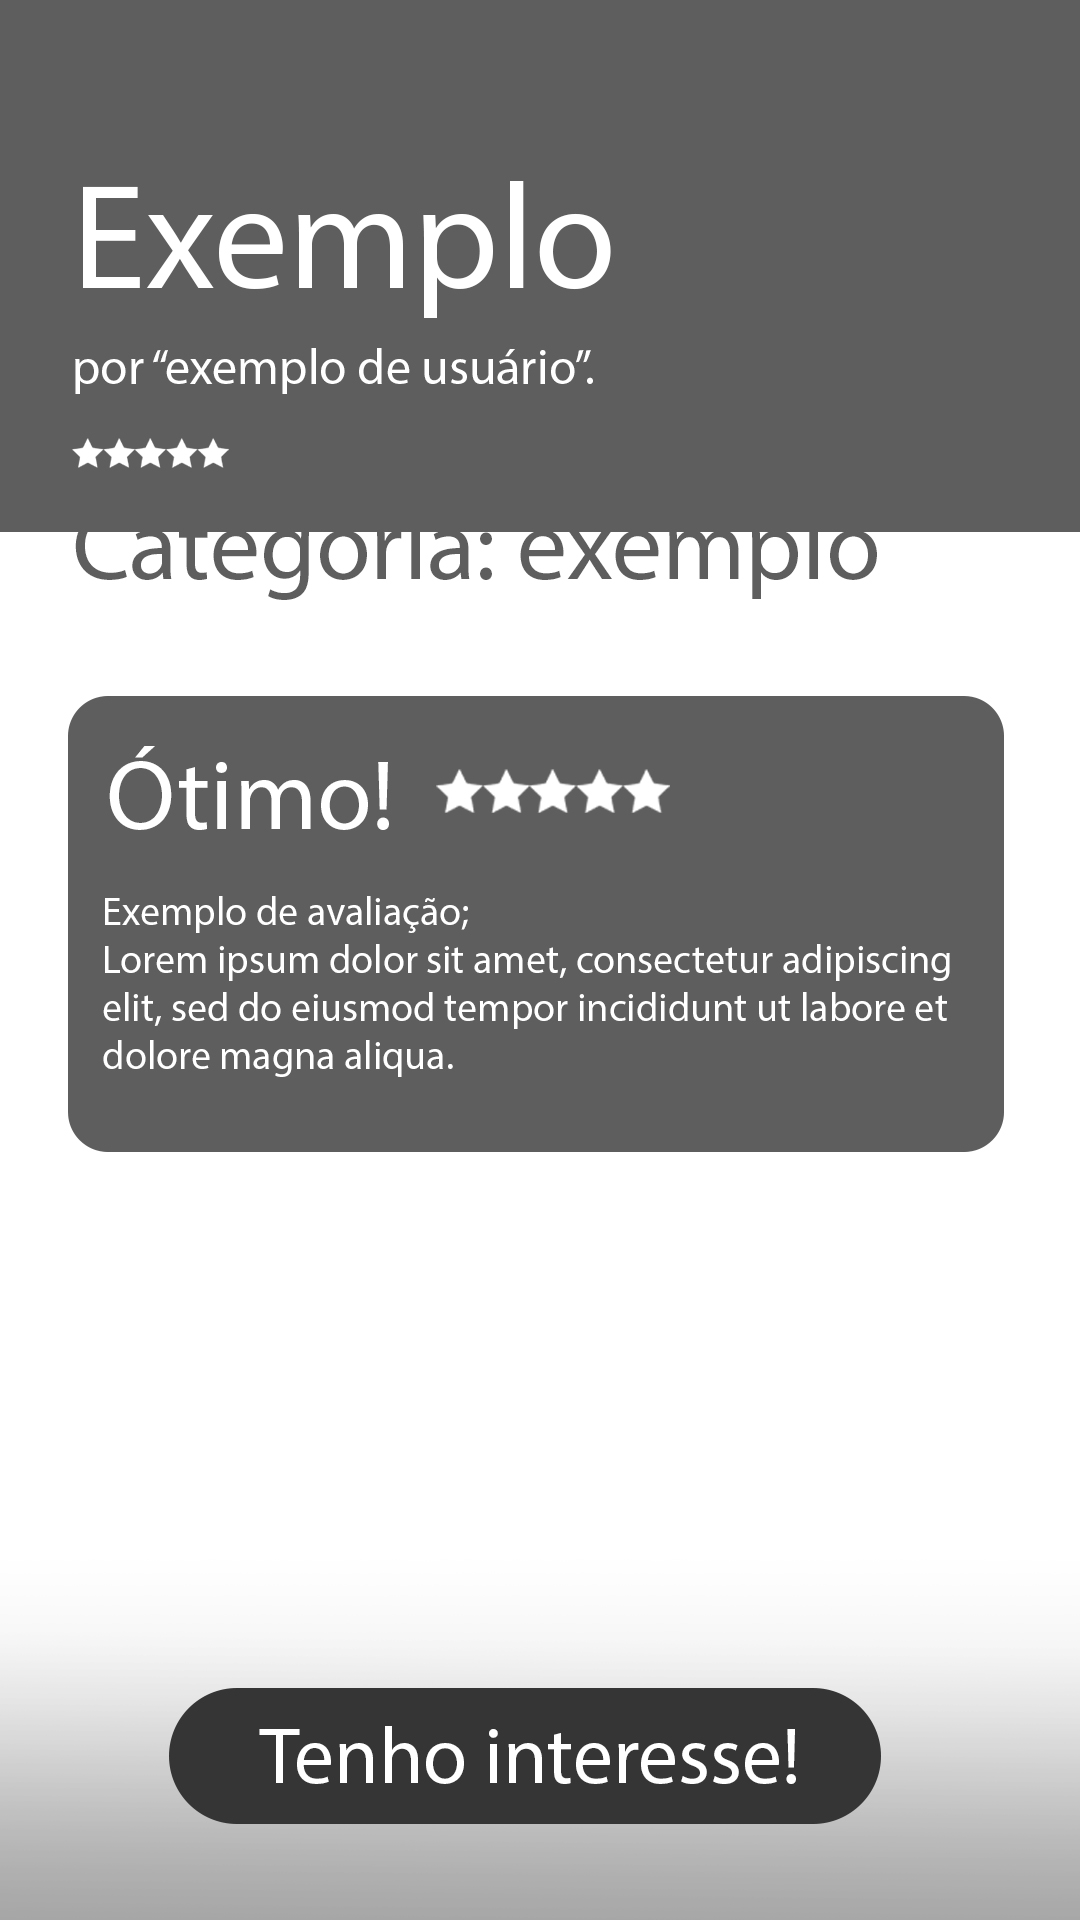 Exemplo
por “exemplo de usuário”.
Categoria: exemplo
Ótimo!
Exemplo de avaliação;
Lorem ipsum dolor sit amet, consectetur adipiscing
elit, sed do eiusmod tempor incididunt ut labore et
dolore magna aliqua.
Tenho interesse!